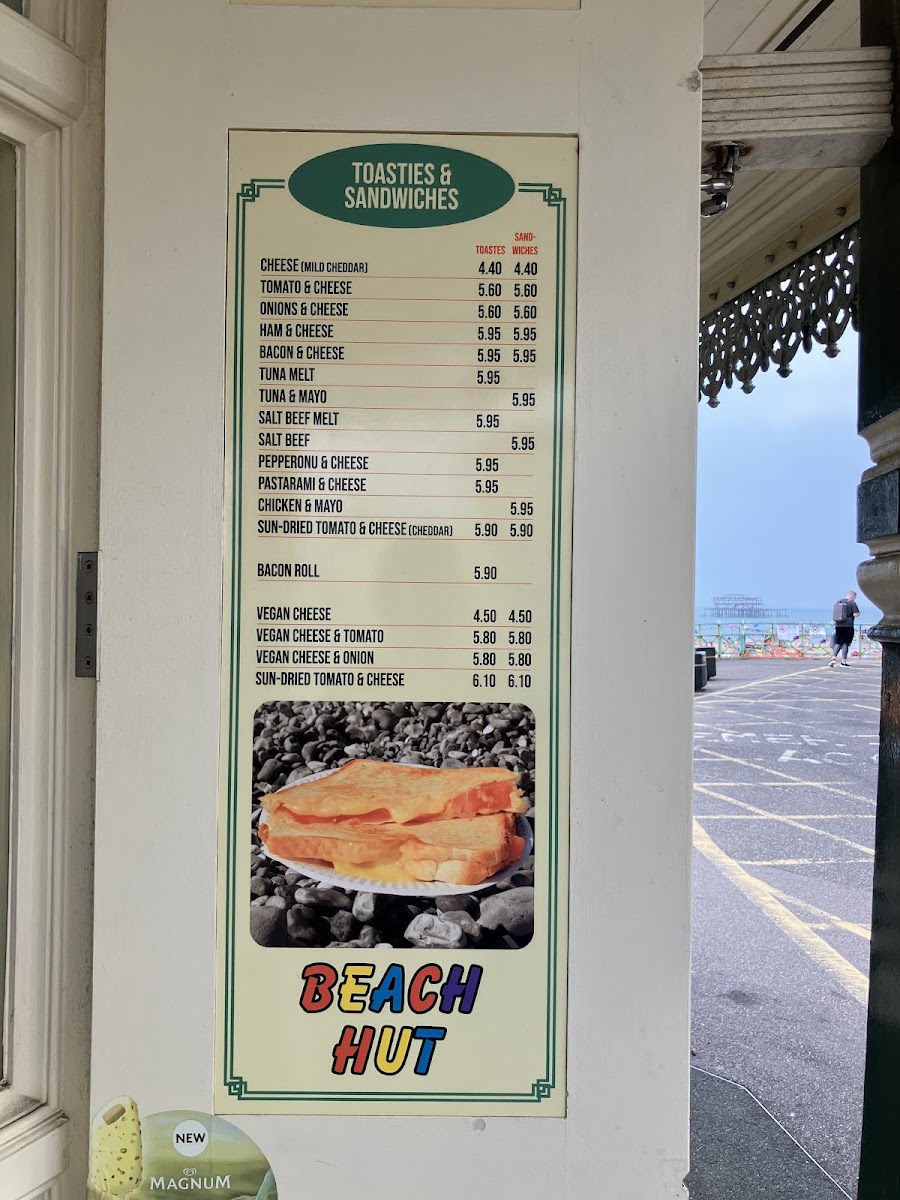 TOASTIES &
SANDWICHES
TOASTES SAND-
WICHES
CHEESE (MILD CHEDDAR) 4.40 4.40
TOMATO & CHEESE 5.60 5.60
ONIONS & CHEESE 5.60 5.60
HAM & CHEESE 5.95 5.95
BACON & CHEESE 5.95 5.95
TUNA MELT 5.95
TUNA & MAYO 5.95
SALT BEEF MELT 5.95
SALT BEEF 5.95
PEPPERONU & CHEESE 5.95
PASTARAMI & CHEESE 5.95
CHICKEN & MAYO 5.95
SUN-DRIED TOMATO & CHEESE (CHEDDAR) 5.90 5.90
BACON ROLL 5.90
VEGAN CHEESE 4.50 4.50
VEGAN CHEESE & TOMATO 5.80 5.80
VEGAN CHEESE & ONION 5.80 5.80
SUN-DRIED TOMATO & CHEESE 6.10 6.10
BEACH
HUT
NEW
MAGNUM